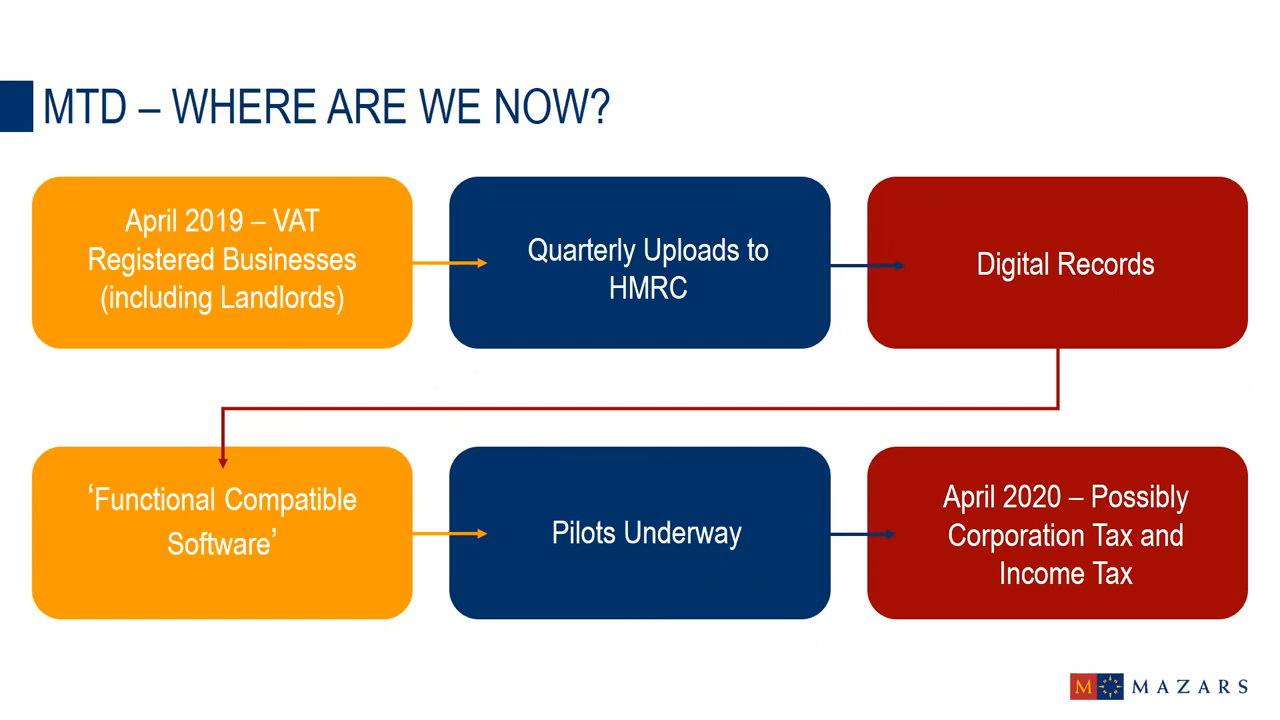 MTD – WHERE ARE WE NOW?
April 2019 – VAT
Registered Businesses
(including Landlords)
Quarterly Uploads to
HMRC
Digital Records
‘Functional Compatible
Software’
Pilots Underway
April 2020 – Possibly
Corporation Tax and
Income Tax
M MAZARS